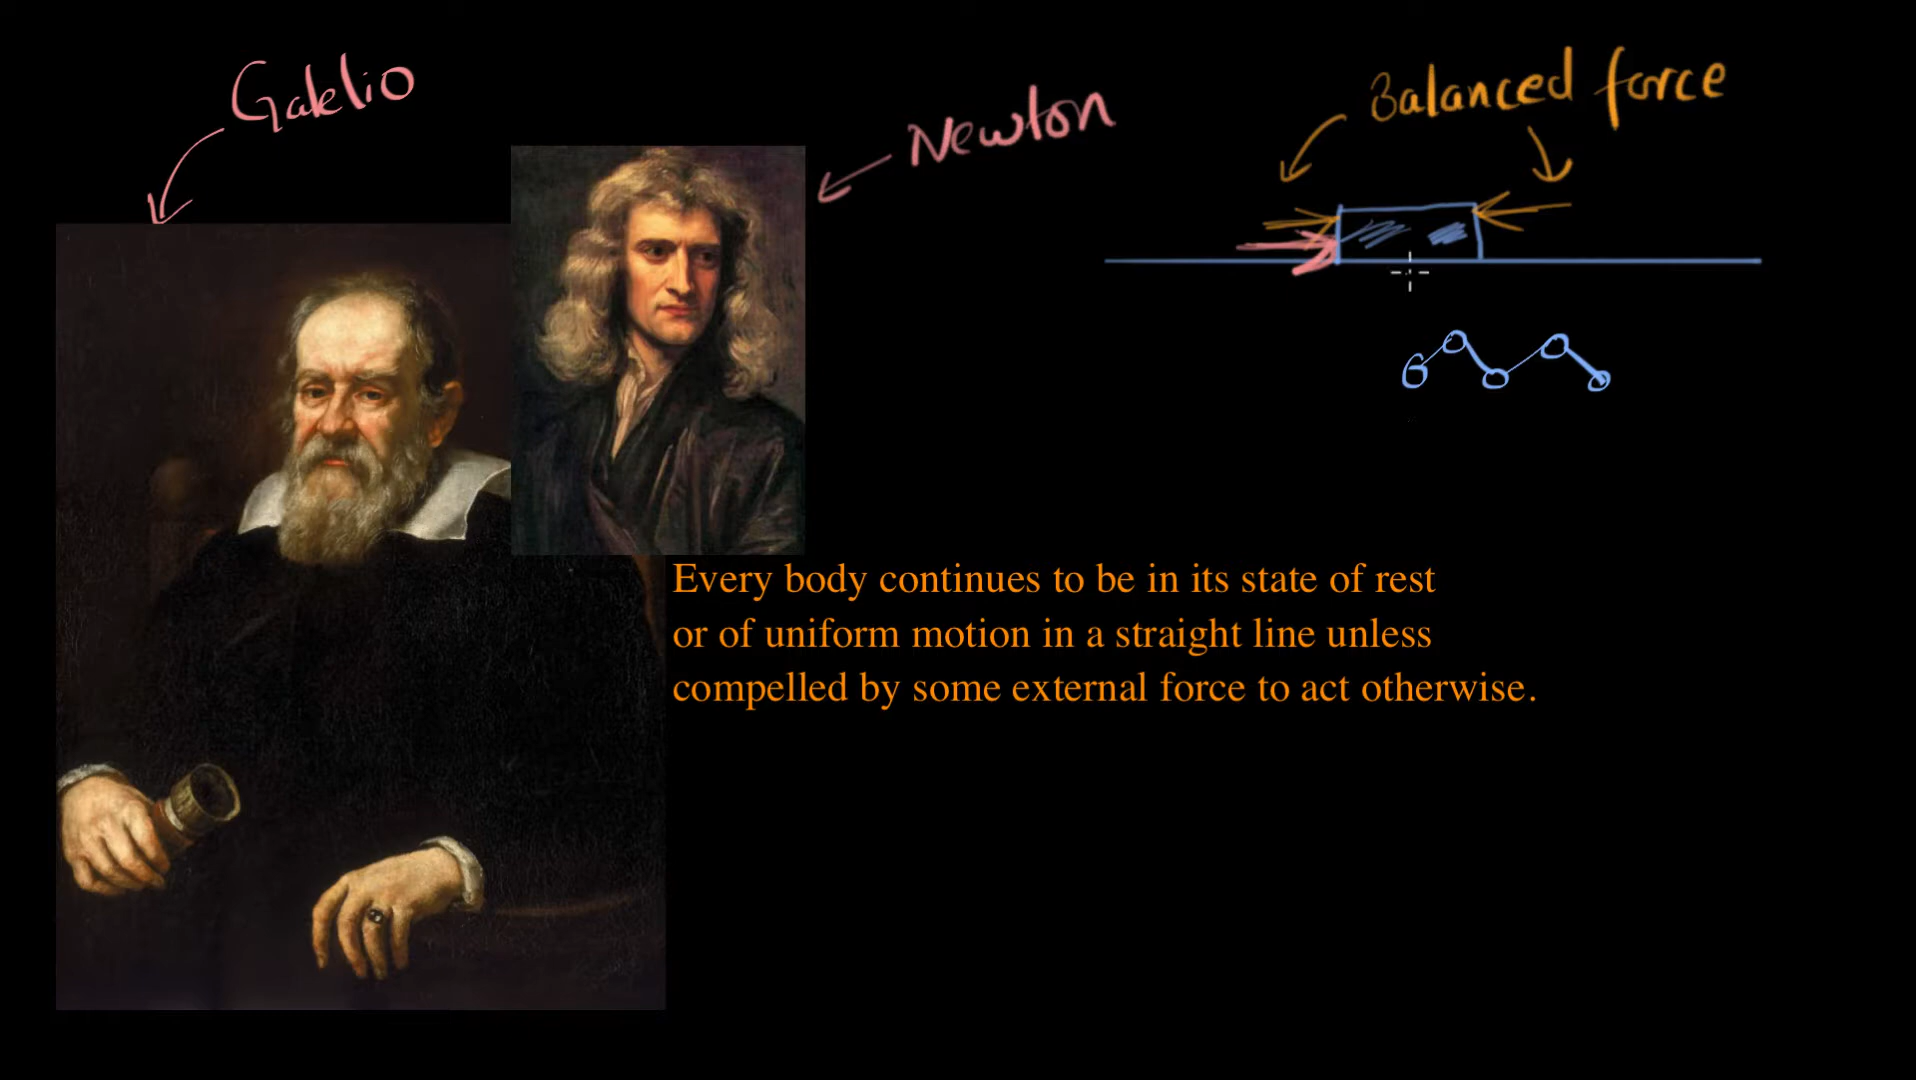 Galelio
Newton
Balanced force
Every body continues to be in its state of rest
or of uniform motion in a straight line unless
compelled by some external force to act otherwise.